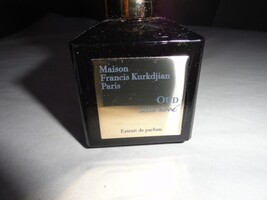 Maison
Francis Kurkdjian
Paris
OUD
Extrait de parfum